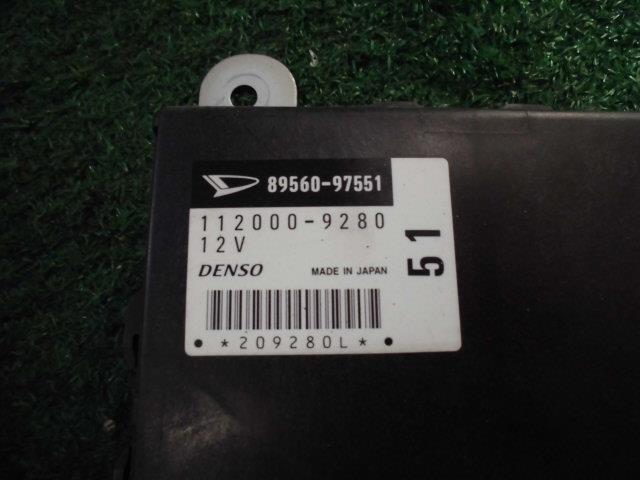 89560-97551
112000-9280
12V
DENSO MADE IN JAPAN
51
*209280L*